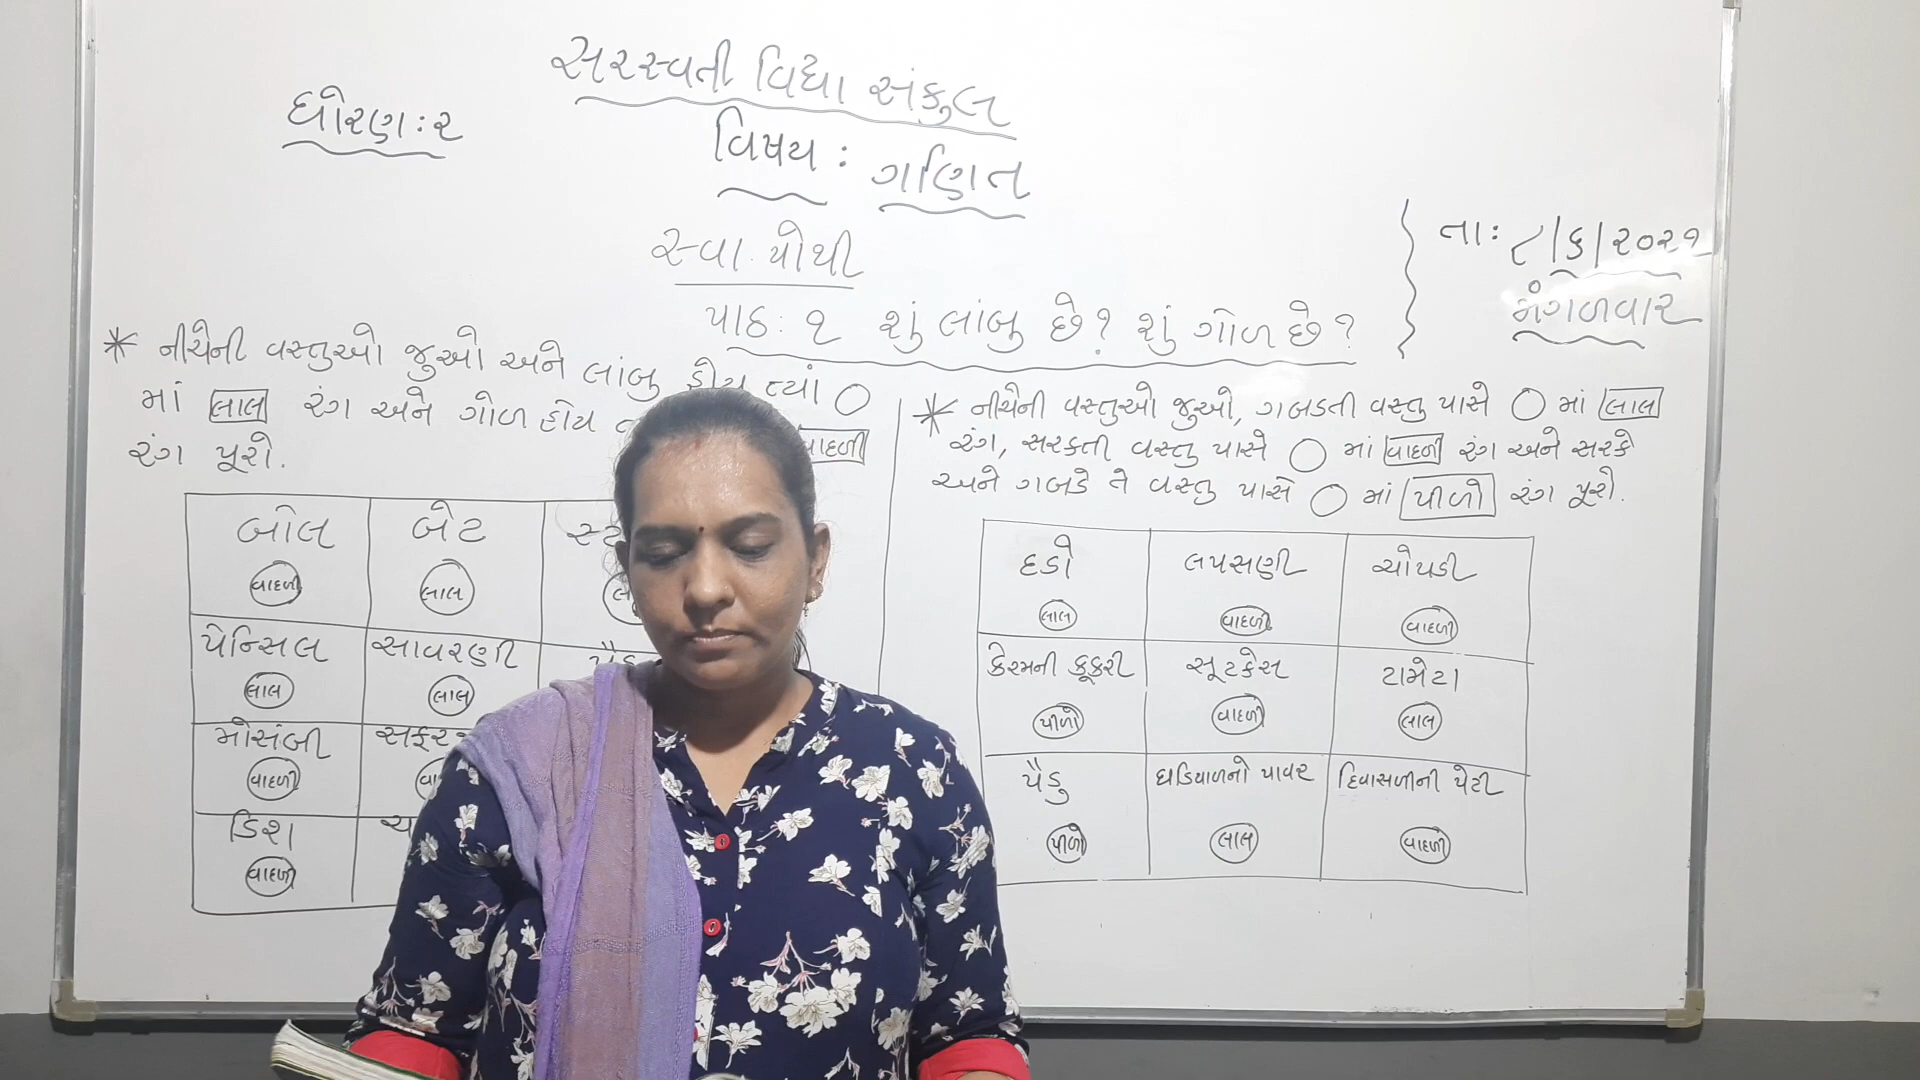 સરસ્વતી વિદ્યા સંકુલ
ધોરણ : ૨
વિષય : ગણિત
સ્વા. પોથી
તા : ૮/૬/૨૦૨૧
મંગળવાર
પાઠ : ૧ શું લાંબુ છે? શું ગોળ છે?
* નીચેની વસ્તુઓ જુઓ અને લાંબુ હોય ત્યાં
માં લાલ રંગ અને ગોળ હોય વાદળી
રંગ પૂરો.
બોલ બેટ
વાદળી લાલ
પેન્સિલ સાવરણી
લાલ લાલ
મોસંબી
વાદળી
ડિશ
વાદળી
* નીચેની વસ્તુઓ જુઓ, ગબડતી વસ્તુ પાસે માં લાલ
રંગ, સરકતી વસ્તુ પાસે માં વાદળી રંગ અને સરકે
અને ગબડે તે વસ્તુ પાસે માં પીળો રંગ પૂરો.
દડો લપસણી ચોપડી
લાલ વાદળી વાદળી
કેરમની કૂકરી સૂટકેસ ટામેટા
પીળો વાદળી લાલ
પૈડુ ઘડિયાળનો પાવર દિવાસળીની પેટી
પીળો લાલ વાદળી